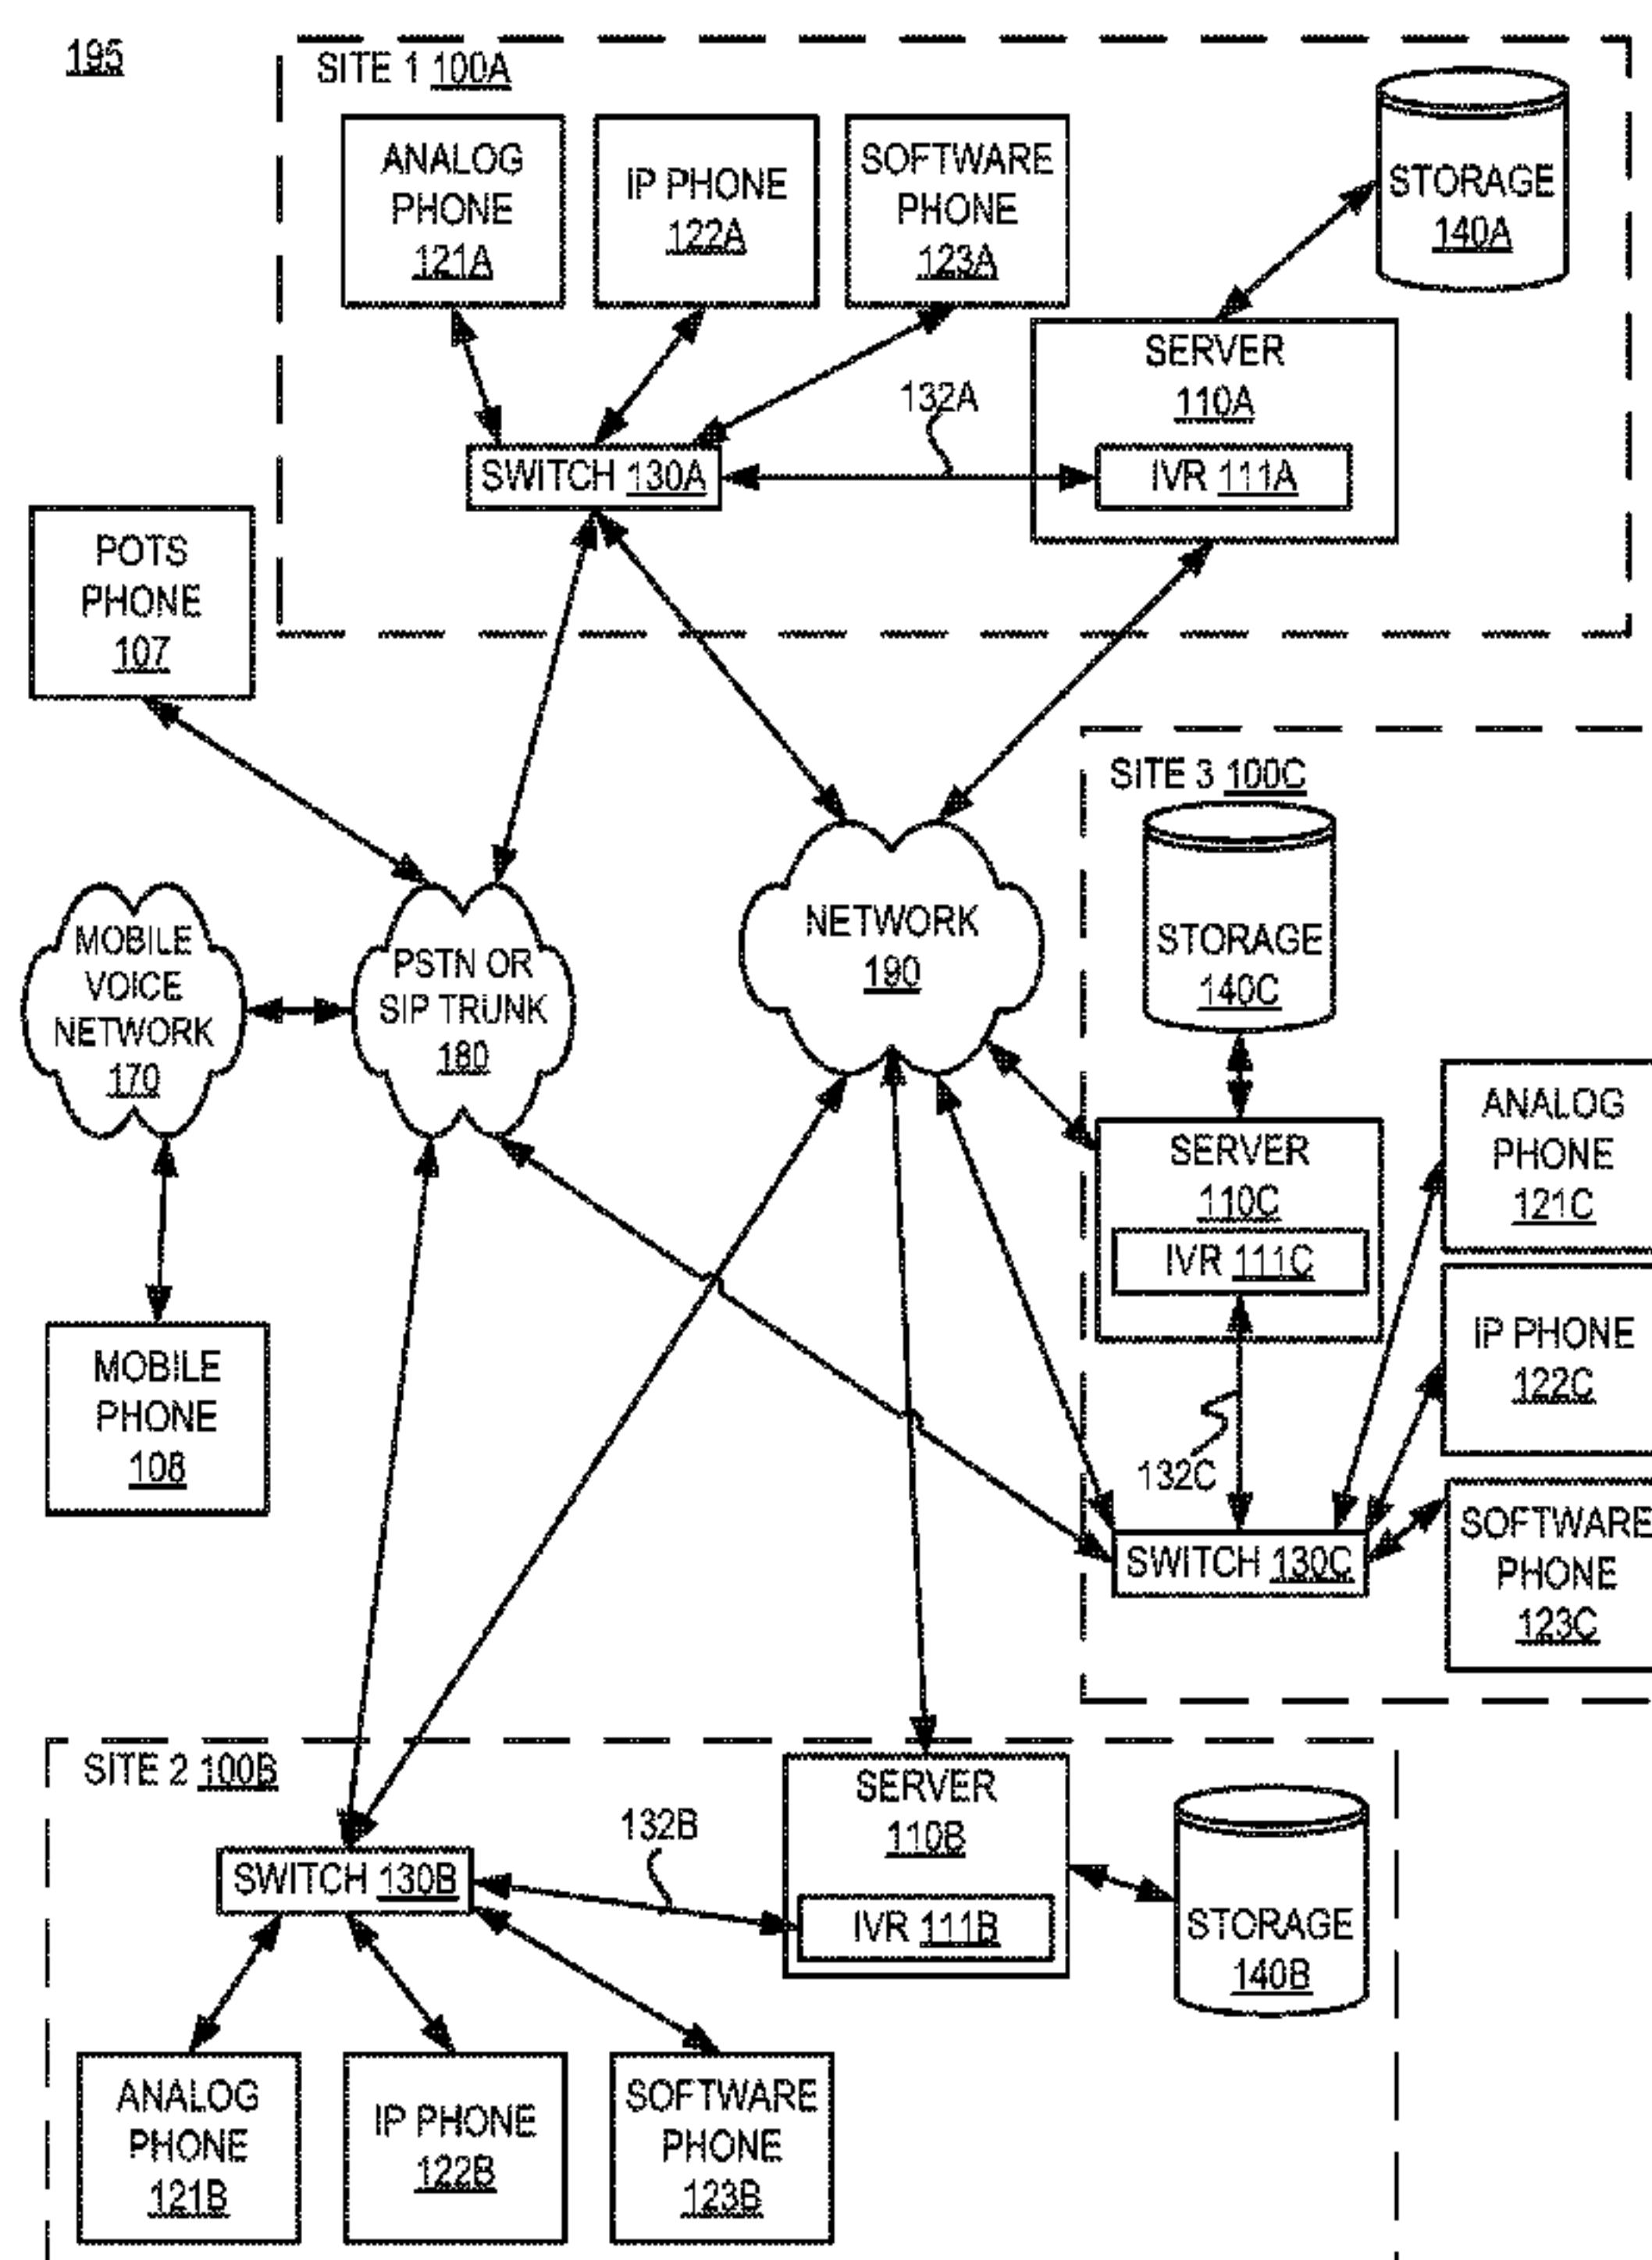 195
SITE 1 100A
ANALOG
PHONE
121A
IP PHONE
122A
SOFTWARE
PHONE
123A
STORAGE
140A
SERVER
110A
IVR 111A
132A
SWITCH 130A
POTS
PHONE
107
SITE 3 100C
STORAGE
140C
NETWORK
190
MOBILE
VOICE
NETWORK
170
PSTN OR
SIP TRUNK
180
SERVER
110C
IVR 111C
ANALOG
PHONE
121C
IP PHONE
122C
MOBILE
PHONE
108
132C
SWITCH 130C
SOFTWARE
PHONE
123C
SITE 2 100B
SERVER
110B
IVR 111B
132B
SWITCH 130B
STORAGE
140B
ANALOG
PHONE
121B
IP PHONE
122B
SOFTWARE
PHONE
123B